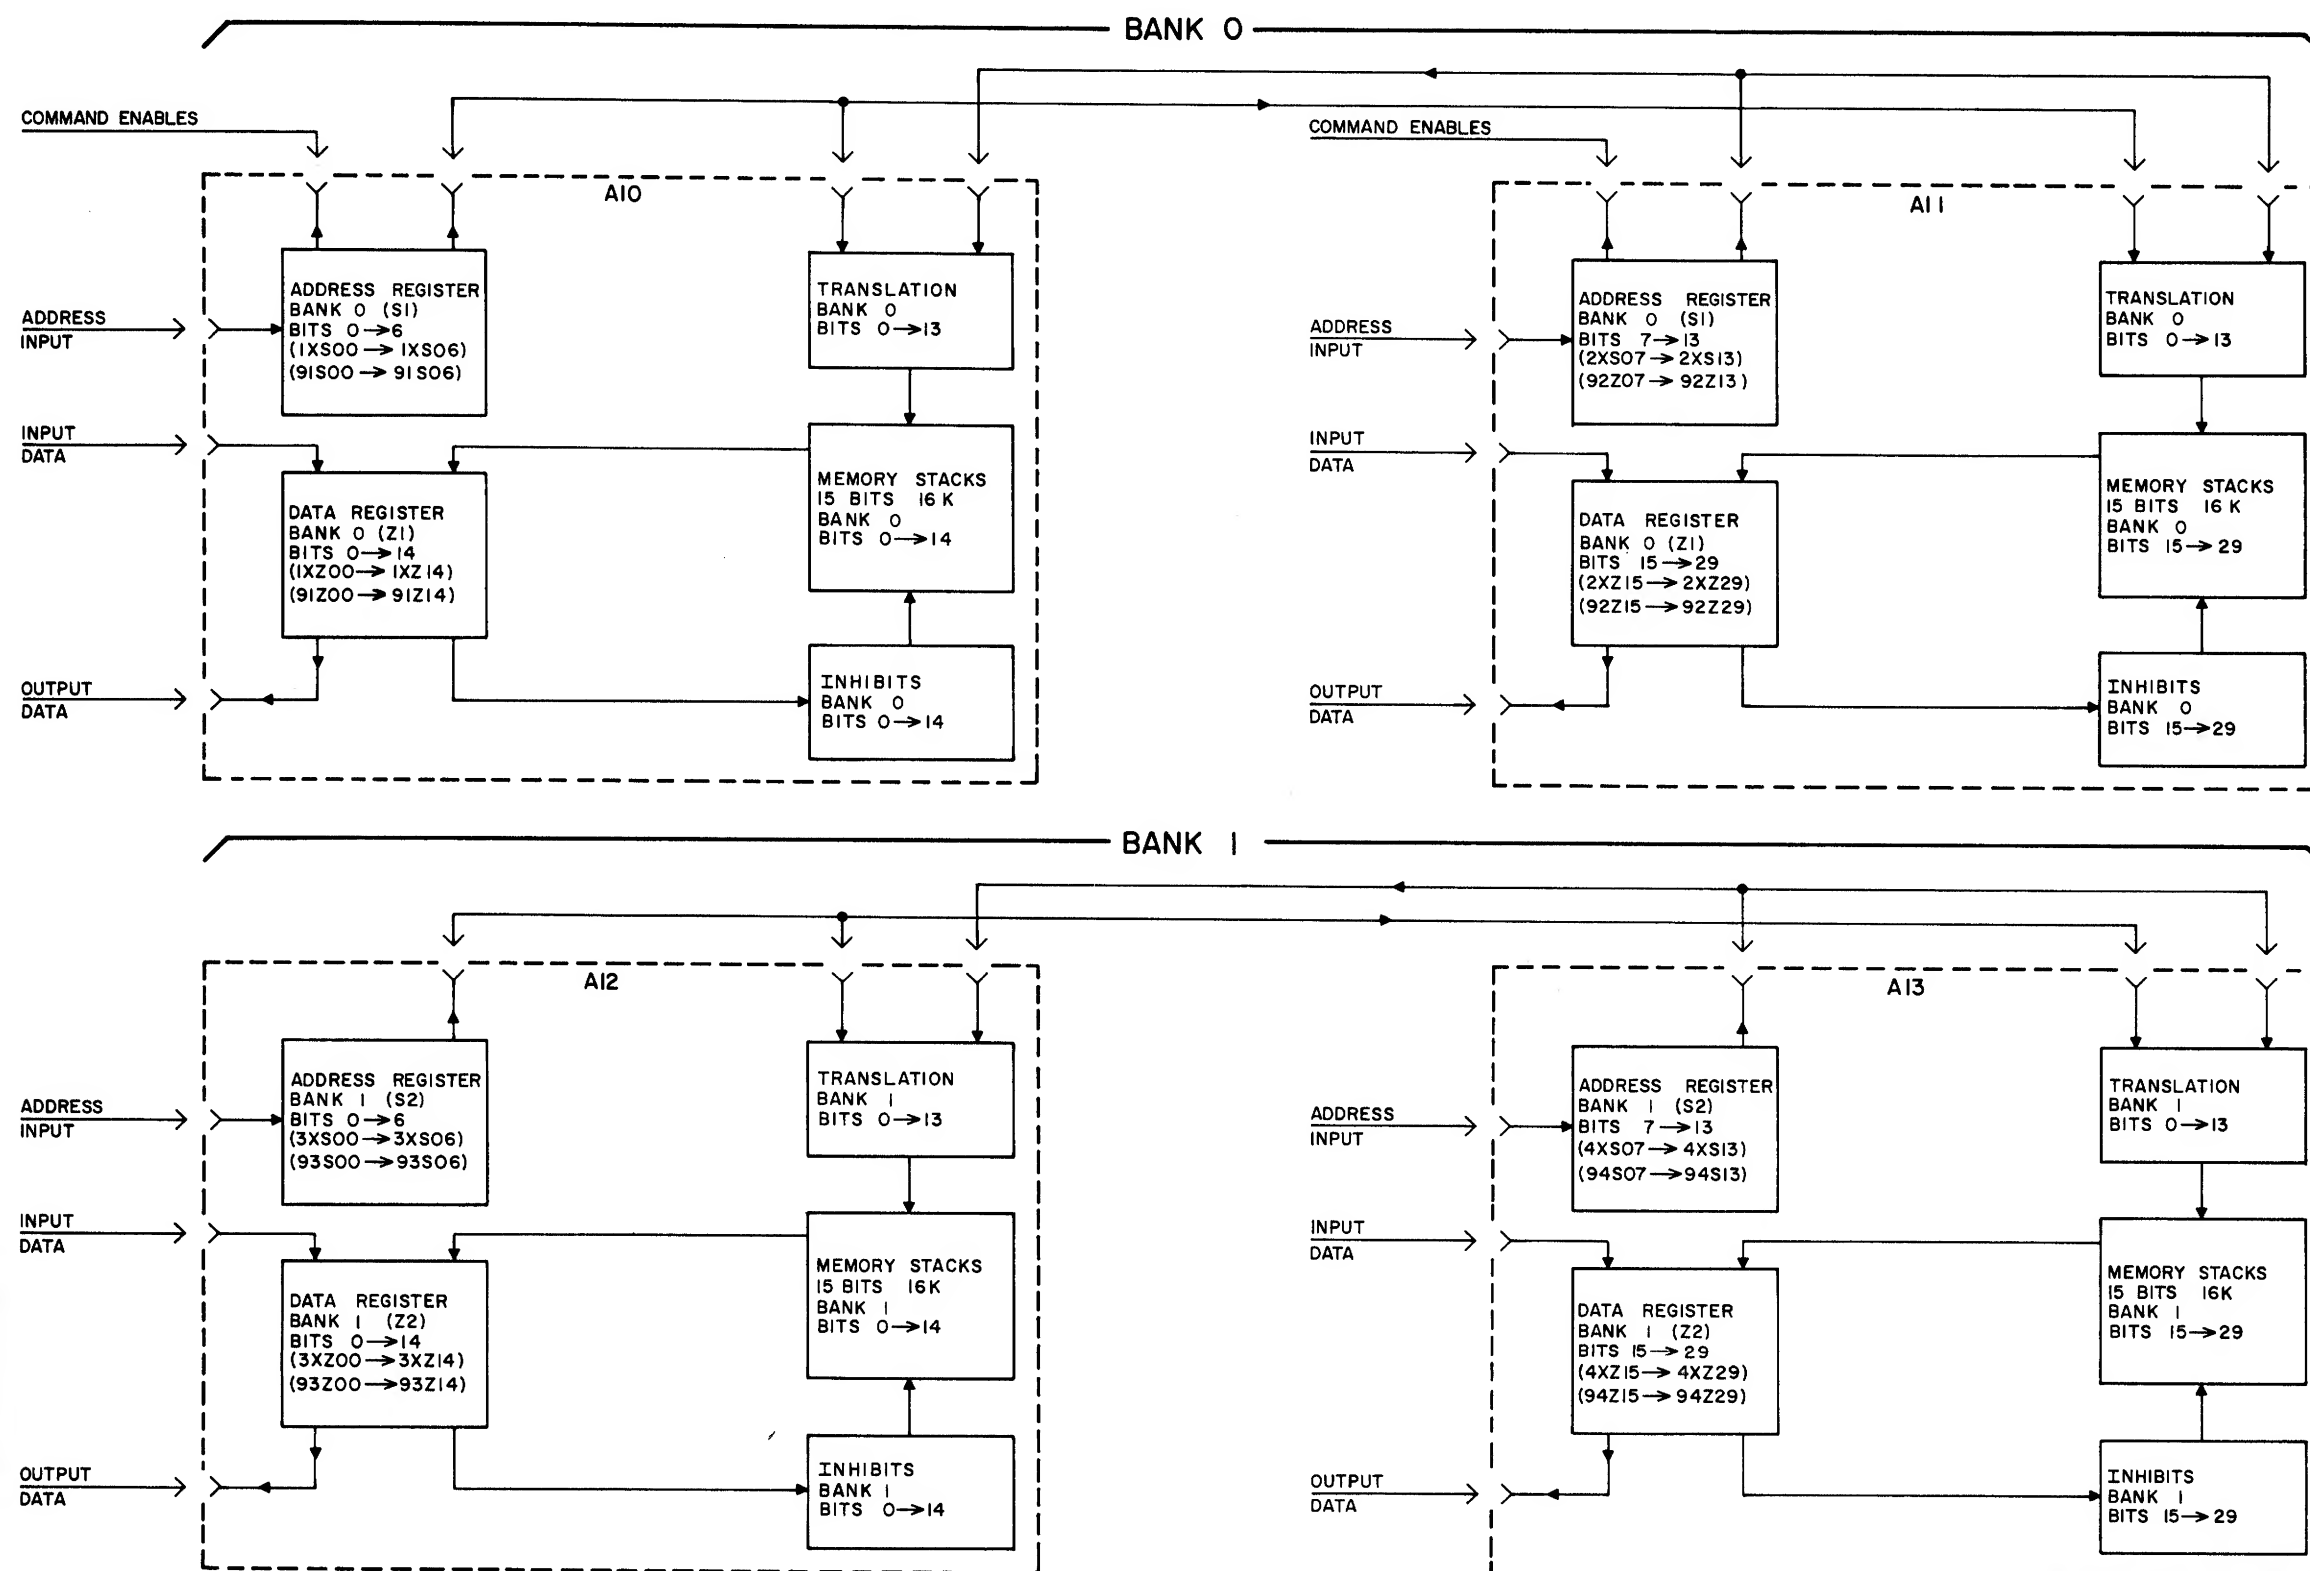 BANK 0
COMMAND ENABLES
A10
ADDRESS REGISTER
BANK 0 (S1)
BITS 0→6
(1XS00→1XS06)
(91S00→91S06)
TRANSLATION
BANK 0
BITS 0→13
ADDRESS
INPUT
INPUT
DATA
MEMORY STACKS
15 BITS 16K
BANK 0
BITS 0→14
DATA REGISTER
BANK 0 (Z1)
BITS 0→14
(1XZ00→1XZ14)
(91Z00→91Z14)
INHIBITS
BANK 0
BITS 0→14
OUTPUT
DATA
COMMAND ENABLES
A11
ADDRESS REGISTER
BANK 0 (S1)
BITS 7→13
(2XS07→2XS13)
(92Z07→92Z13)
TRANSLATION
BANK 0
BITS 0→13
ADDRESS
INPUT
INPUT
DATA
MEMORY STACKS
15 BITS 16K
BANK 0
BITS 15→29
DATA REGISTER
BANK 0 (Z1)
BITS 15→29
(2XZ15→2XZ29)
(92Z15→92Z29)
INHIBITS
BANK 0
BITS 15→29
OUTPUT
DATA
BANK 1
A12
ADDRESS REGISTER
BANK 1 (S2)
BITS 0→6
(3XS00→3XS06)
(93S00→93S06)
TRANSLATION
BANK 1
BITS 0→13
ADDRESS
INPUT
INPUT
DATA
MEMORY STACKS
15 BITS 16K
BANK 1
BITS 0→14
DATA REGISTER
BANK 1 (Z2)
BITS 0→14
(3XZ00→3XZ14)
(93Z00→93Z14)
INHIBITS
BANK 1
BITS 0→14
OUTPUT
DATA
A13
ADDRESS REGISTER
BANK 1 (S2)
BITS 7→13
(4XS07→4XS13)
(94S07→94S13)
TRANSLATION
BANK 1
BITS 0→13
ADDRESS
INPUT
INPUT
DATA
MEMORY STACKS
15 BITS 16K
BANK 1
BITS 15→29
DATA REGISTER
BANK 1 (Z2)
BITS 15→29
(4XZ15→4XZ29)
(94Z15→94Z29)
INHIBITS
BANK 1
BITS 15→29
OUTPUT
DATA